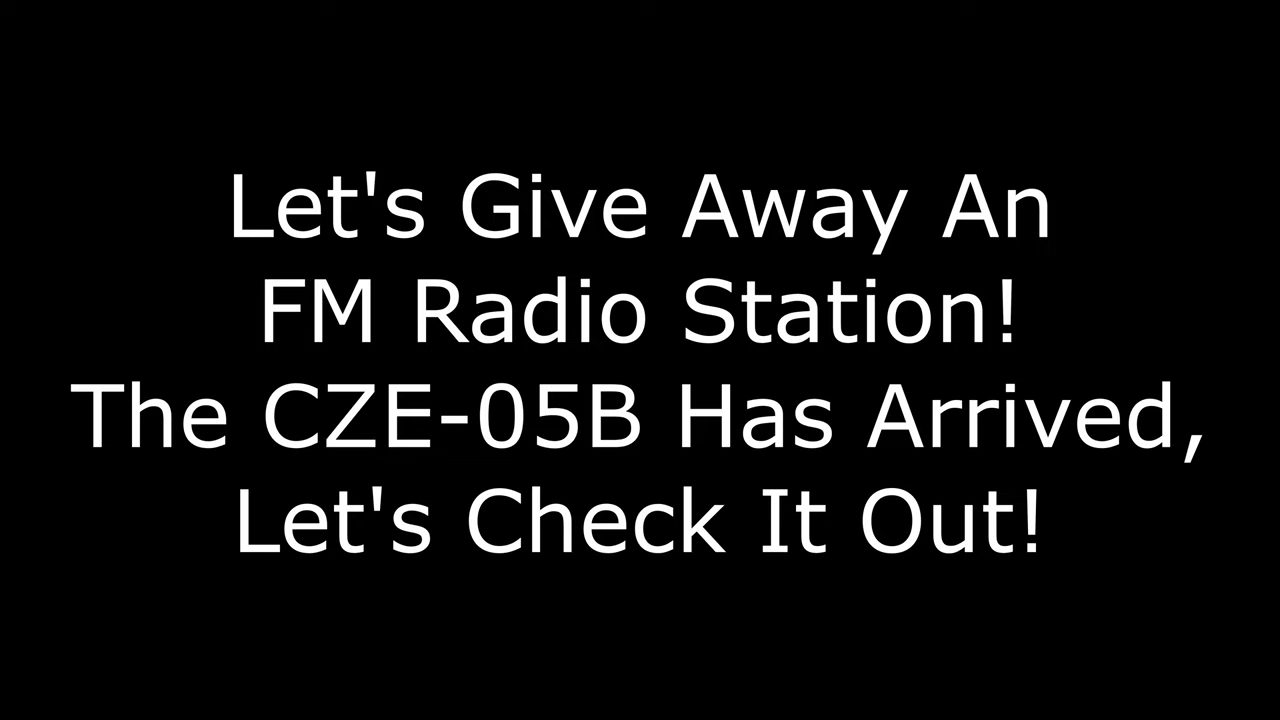 Let's Give Away An
FM Radio Station!
The CZE-05B Has Arrived,
Let's Check It Out!